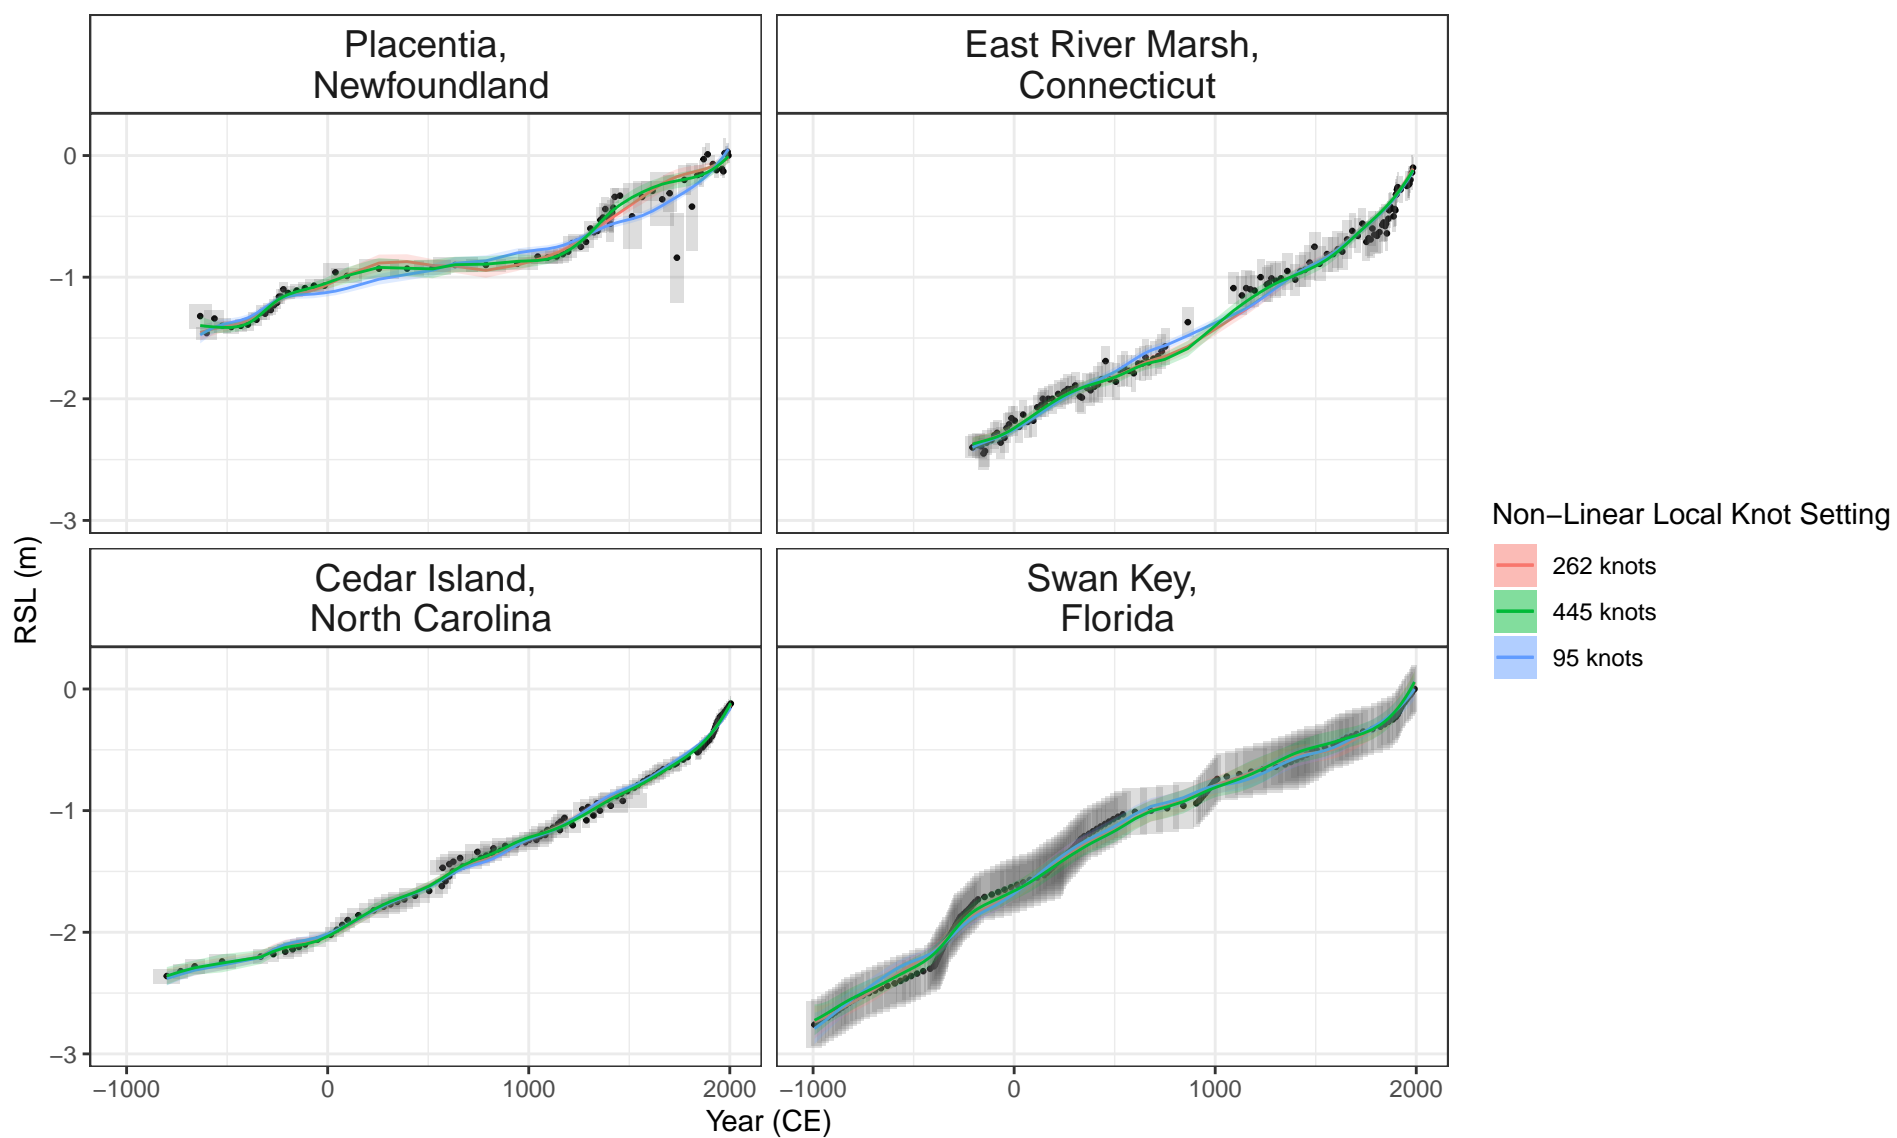 Placentia,
Newfoundland
East River Marsh,
Connecticut
0
−1
−2
−3
Cedar Island,
North Carolina
Swan Key,
Florida
0
−1
−2
−3
−1000
0
1000
2000
−1000
0
1000
2000
RSL (m)
Year (CE)
Non−Linear Local Knot Setting
262 knots
445 knots
95 knots